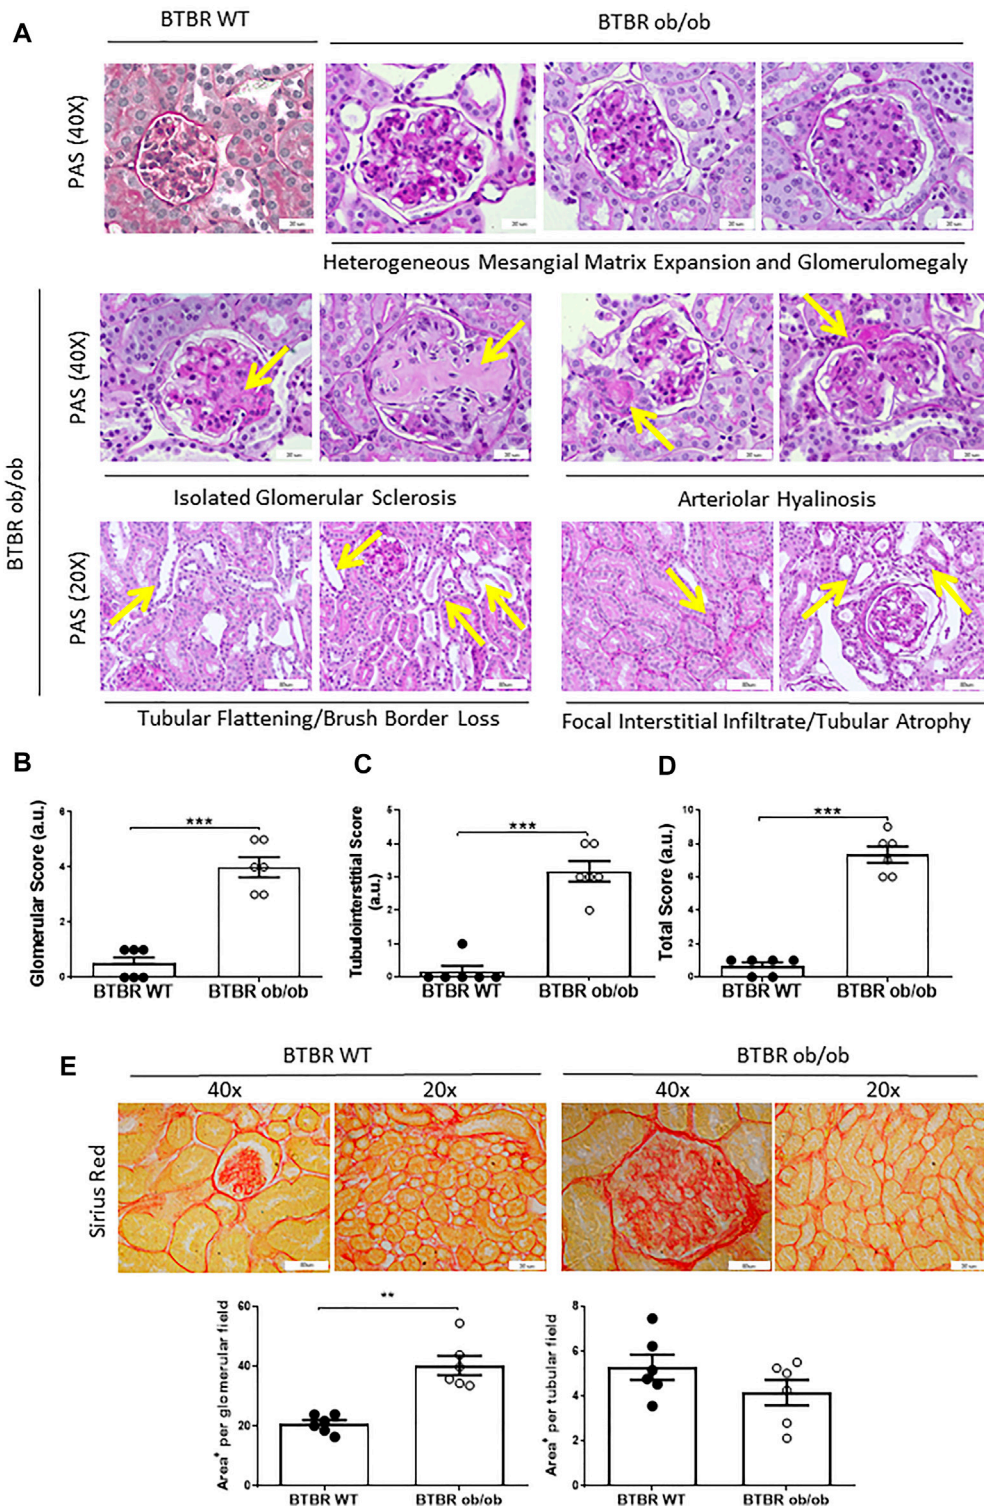 A
BTBR WT
BTBR ob/ob
PAS (40X)
Heterogeneous Mesangial Matrix Expansion and Glomerulomegaly
BTBR ob/ob
PAS (40X)
Isolated Glomerular Sclerosis
Arteriolar Hyalinosis
PAS (20X)
Tubular Flattening/Brush Border Loss
Focal Interstitial Infiltrate/Tubular Atrophy
B
Glomerular Score (a.u.)
6
4
2
0
***
BTBR WT
BTBR ob/ob
C
Tubulointerstitial Score
(a.u.)
5
4
3
2
1
0
***
BTBR WT
BTBR ob/ob
D
Total Score (a.u.)
10
8
6
4
2
0
***
BTBR WT
BTBR ob/ob
E
BTBR WT
BTBR ob/ob
40x
20x
40x
20x
Sirius Red
Area⁺ per glomerular field
60
40
20
0
**
BTBR WT
BTBR ob/ob
Area⁺ per tubular field
8
6
4
2
0
BTBR WT
BTBR ob/ob